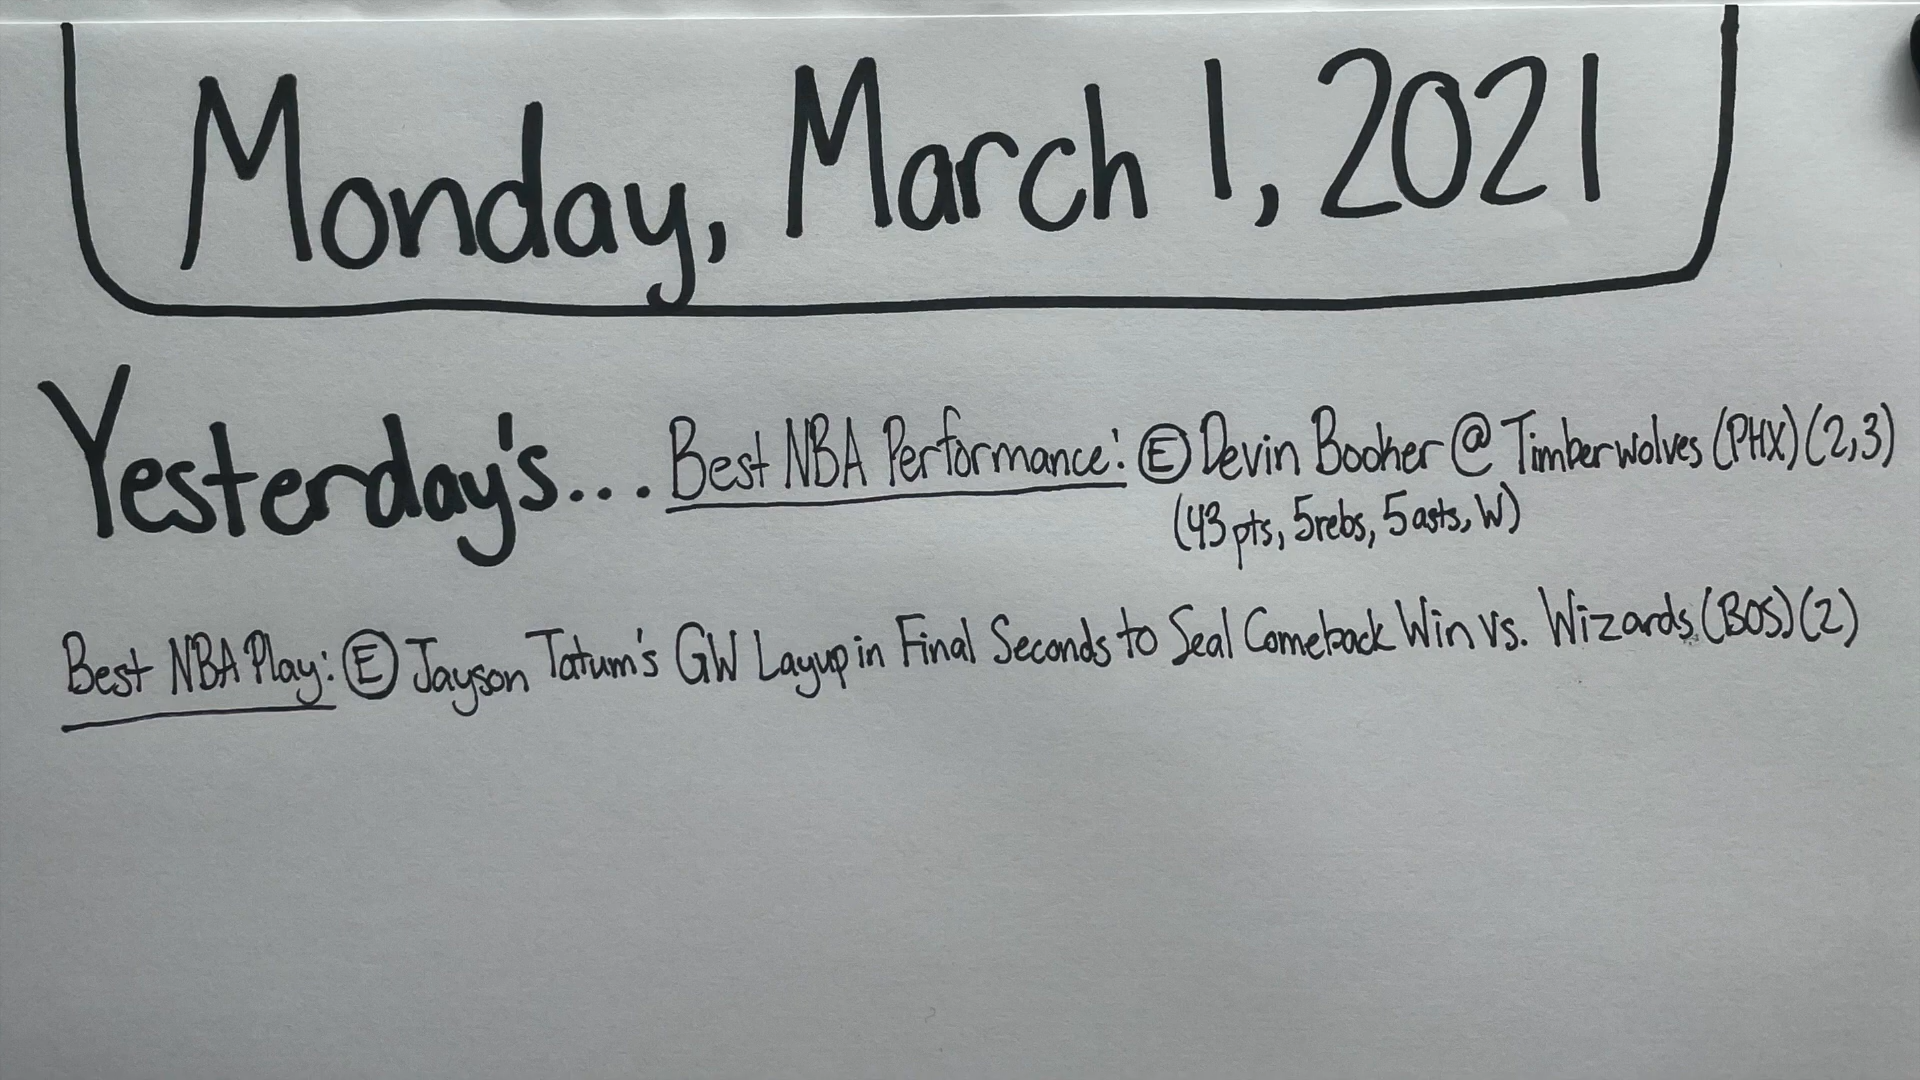 Monday, March 1, 2021
Yesterday's... Best NBA Performance: Ⓔ Devin Booker @ Timberwolves (PHX) (2,3)
(43 pts, 5 rebs, 5 asts, W)
Best NBA Play: Ⓔ Jayson Tatum's GW Layup in Final Seconds to Seal Comeback Win vs. Wizards (BOS) (2)